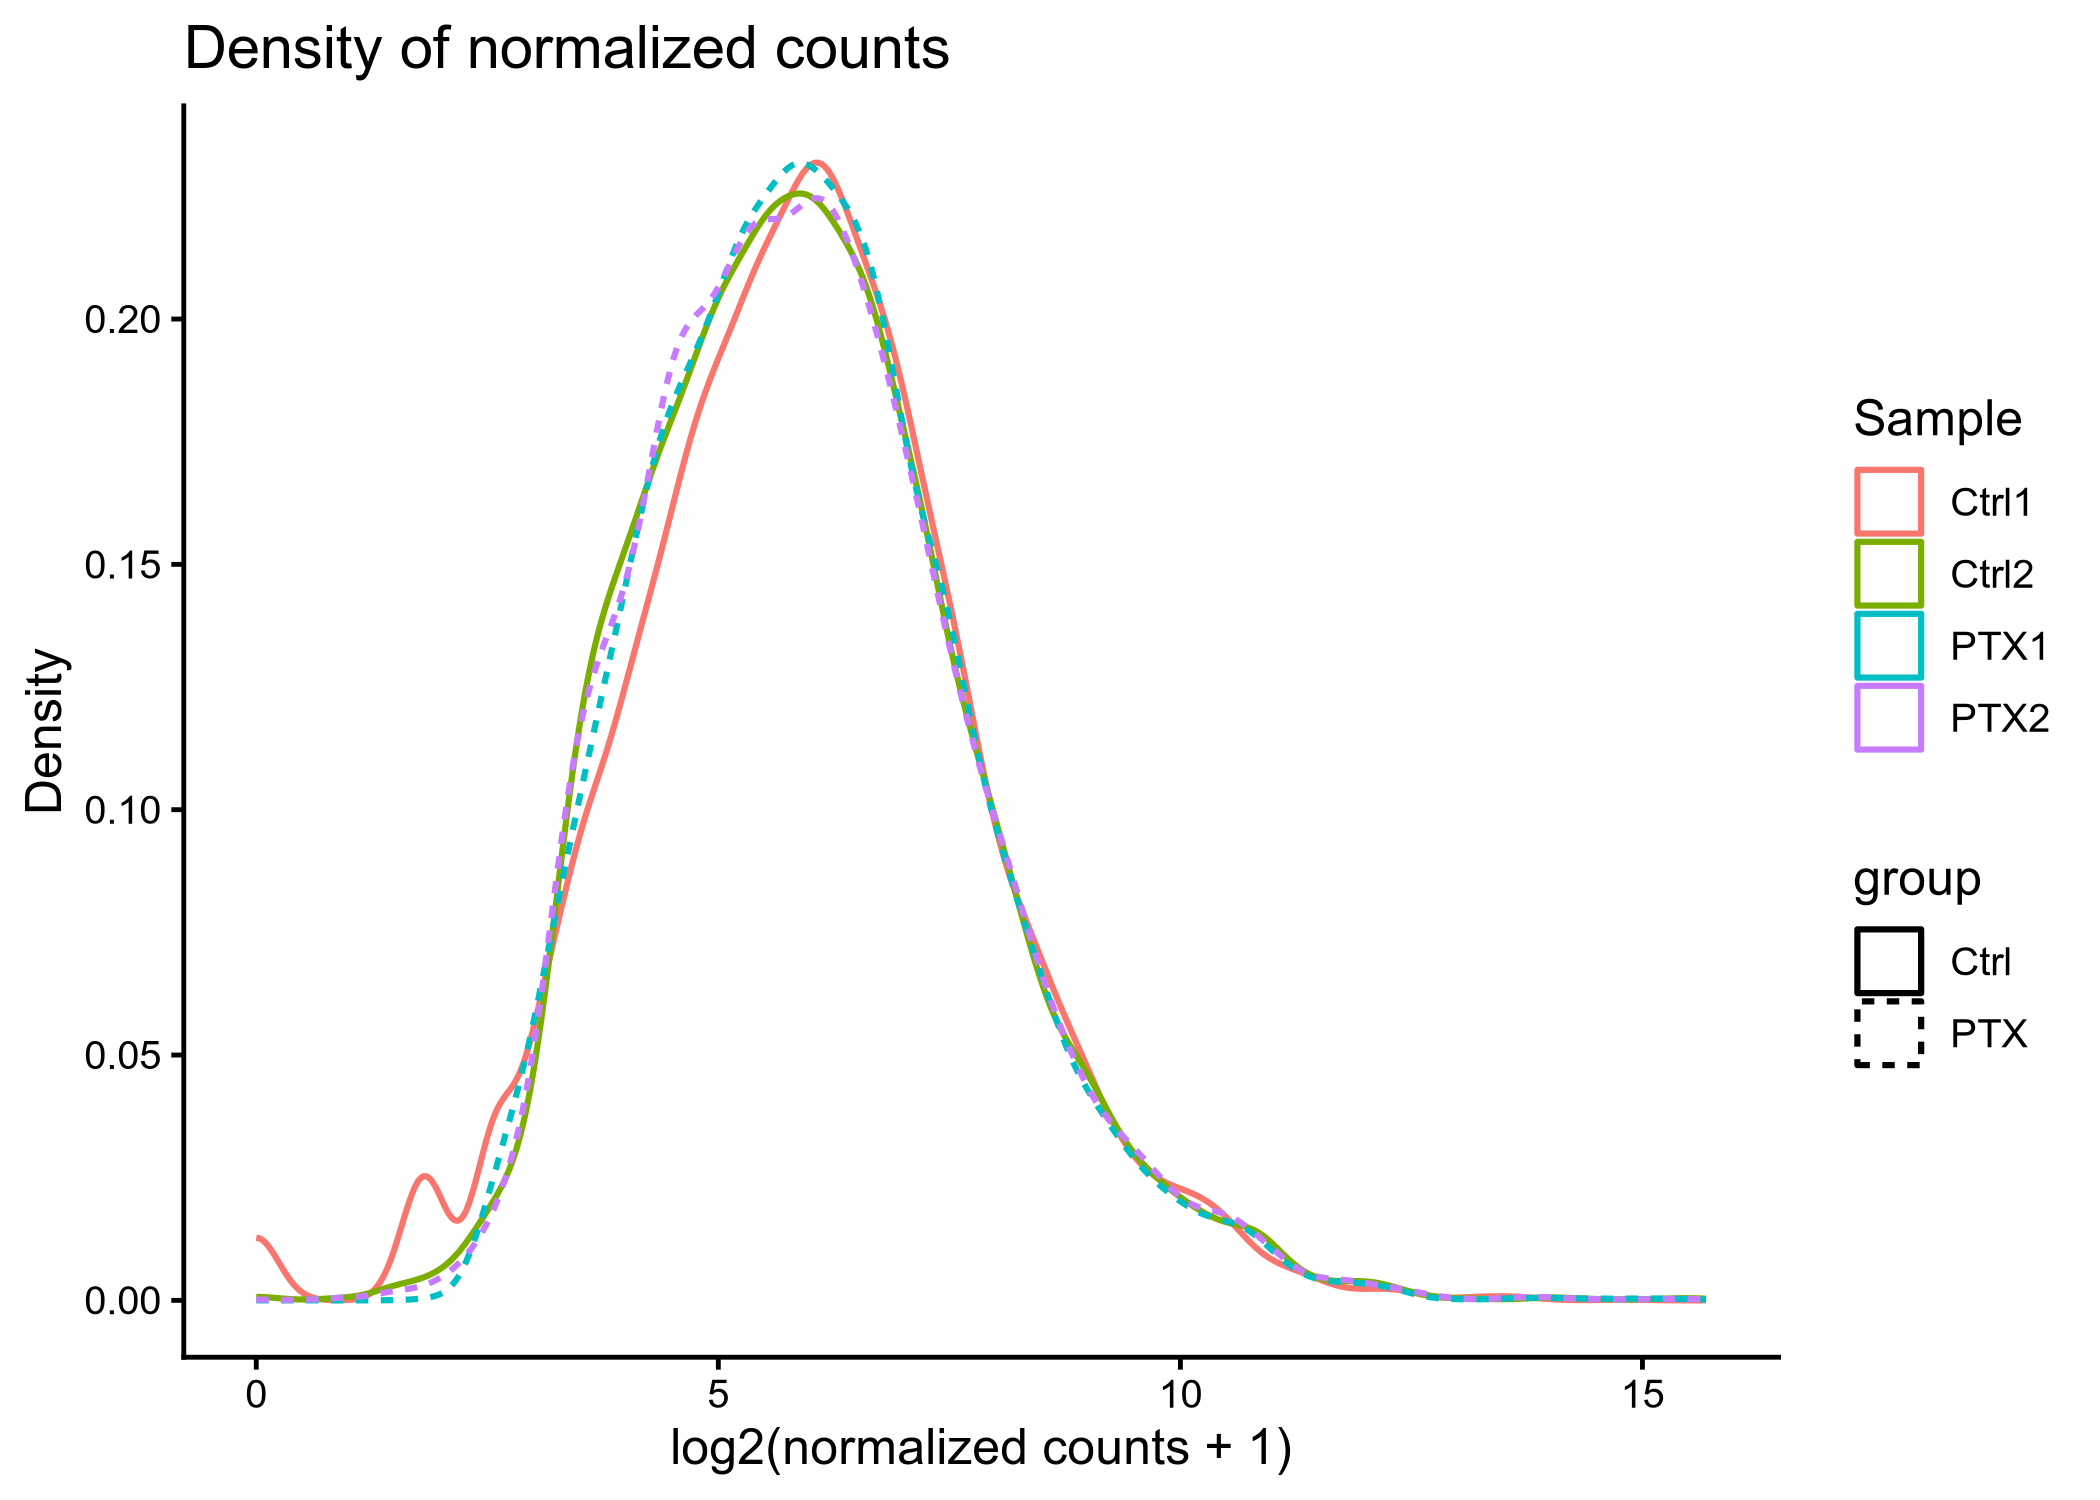 Density of normalized counts
Density
0.20
0.15
0.10
0.05
0.00
0
5
10
15
log2(normalized counts + 1)
Sample
Ctrl1
Ctrl2
PTX1
PTX2
group
Ctrl
PTX